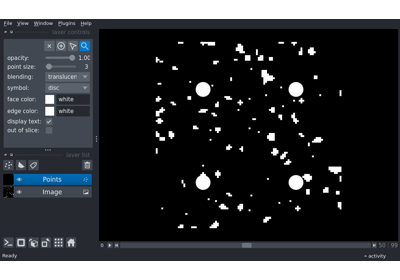 File View Window Plugins Help
layer controls
opacity: 1.00
point size: 3
blending: translucen
symbol: disc
face color: white
edge color: white
display text:
out of slice:
layer list
Points
Image
0 50 99
Ready activity